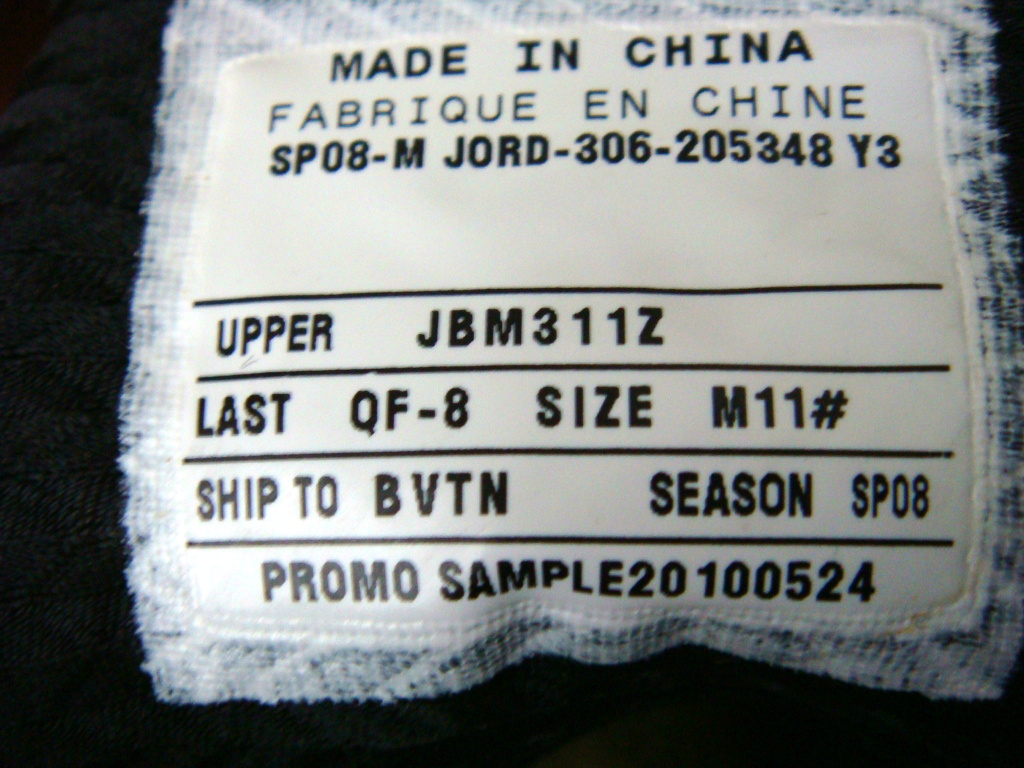 MADE IN CHINA
FABRIQUE EN CHINE
SP08-M JORD-306-205348 Y3
UPPER JBM311Z
LAST QF-8 SIZE M11#
SHIP TO BVTN SEASON SP08
PROMO SAMPLE20100524